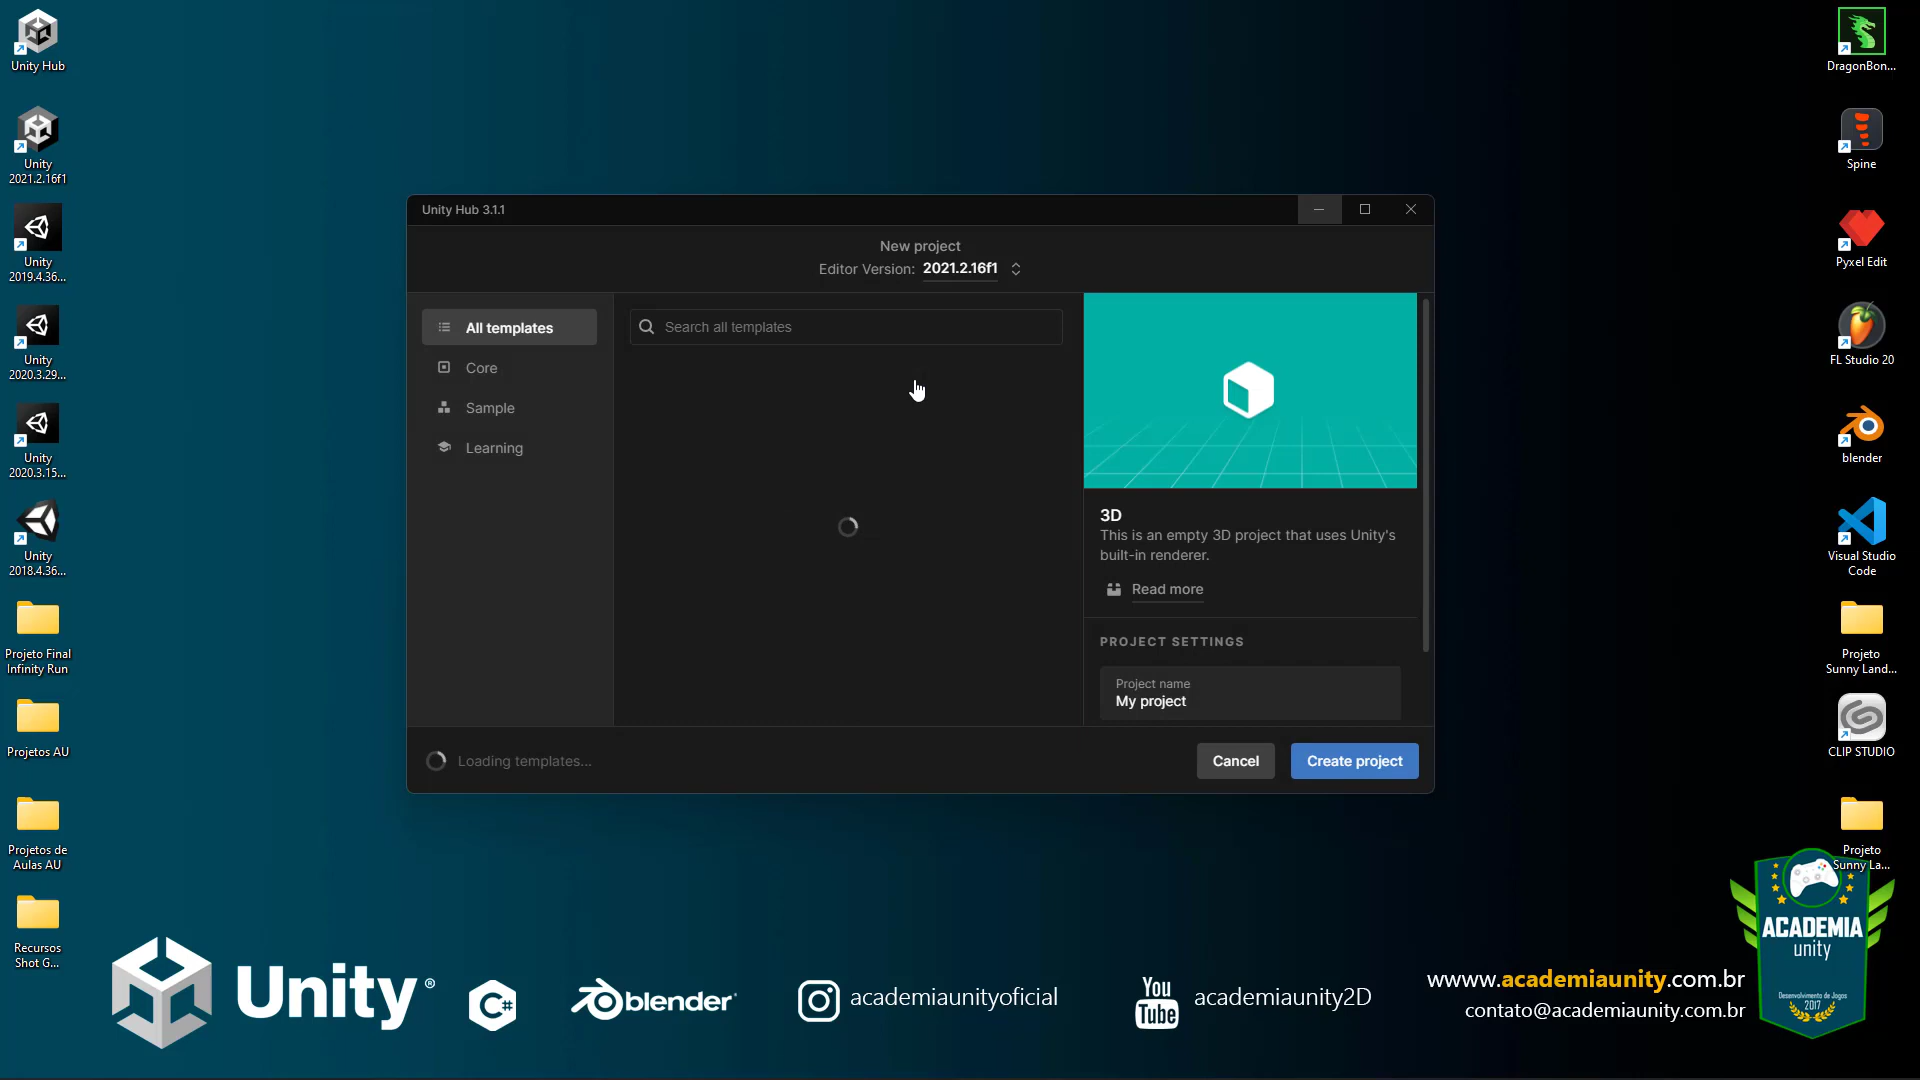 Unity Hub
Unity
2021.2.16f1
Unity
2019.4.36...
Unity
2020.3.29...
Unity
2020.3.15...
Unity
2018.4.36...
Projeto Final
Infinity Run
Projetos AU
Projetos de
Aulas AU
Recursos
Shot G...
Unity Hub 3.1.1
New project
Editor Version: 2021.2.16f1
All templates
Core
Sample
Learning
Search all templates
3D
This is an empty 3D project that uses Unity's
built-in renderer.
Read more
PROJECT SETTINGS
Project name
My project
Loading templates...
Cancel
Create project
DragonBon...
Spine
Pyxel Edit
FL Studio 20
blender
Visual Studio
Code
Projeto
Sunny Land...
CLIP STUDIO
Projeto
Sunny La...
Unity®
C#
blender
academiaunityoficial
You
Tube
academiaunity2D
www.academiaunity.com.br
contato@academiaunity.com.br
ACADEMIA
unity
Desenvolvimento de Jogos
2017